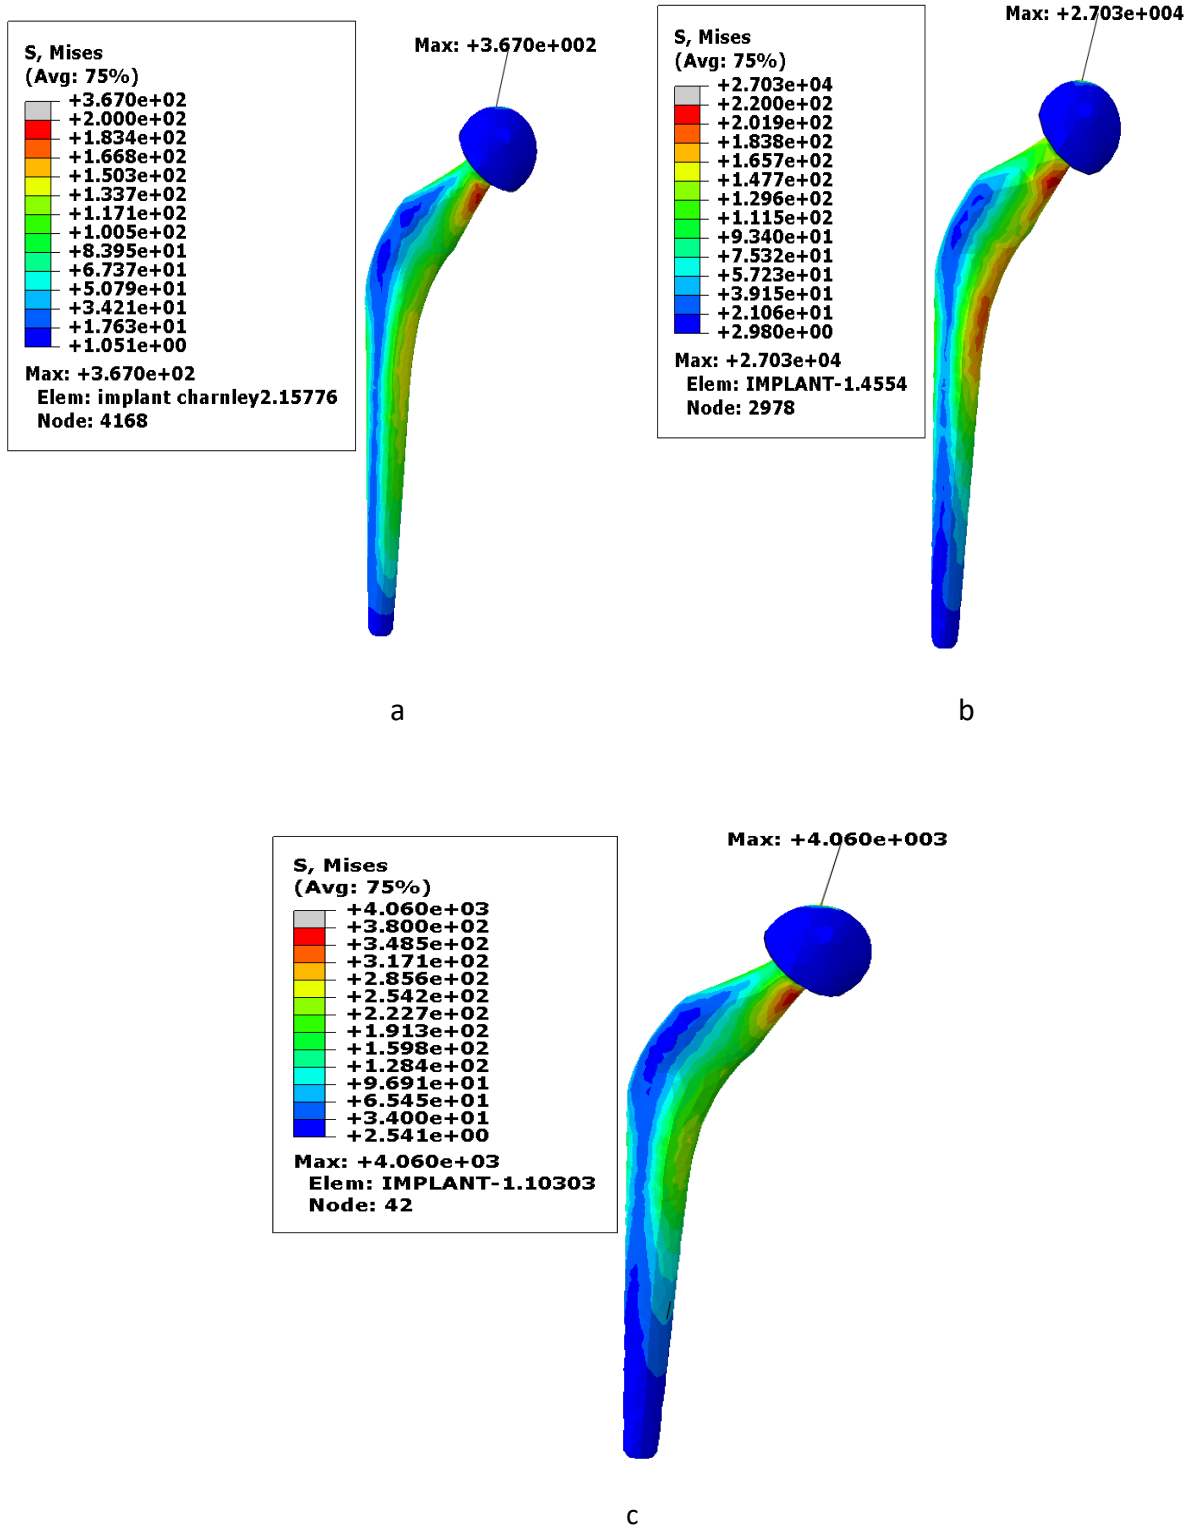 Max: +3.670e+002
S, Mises
(Avg: 75%)
+3.670e+02
+2.000e+02
+1.834e+02
+1.668e+02
+1.503e+02
+1.337e+02
+1.171e+02
+1.005e+02
+8.395e+01
+6.737e+01
+5.079e+01
+3.421e+01
+1.763e+01
+1.051e+00
Max: +3.670e+02
Elem: implant charnley2.15776
Node: 4168
a
Max: +2.703e+004
S, Mises
(Avg: 75%)
+2.703e+04
+2.200e+02
+2.019e+02
+1.838e+02
+1.657e+02
+1.477e+02
+1.296e+02
+1.115e+02
+9.340e+01
+7.532e+01
+5.723e+01
+3.915e+01
+2.106e+01
+2.980e+00
Max: +2.703e+04
Elem: IMPLANT-1.4554
Node: 2978
b
Max: +4.060e+003
S, Mises
(Avg: 75%)
+4.060e+03
+3.800e+02
+3.485e+02
+3.171e+02
+2.856e+02
+2.542e+02
+2.227e+02
+1.913e+02
+1.598e+02
+1.284e+02
+9.691e+01
+6.545e+01
+3.400e+01
+2.541e+00
Max: +4.060e+03
Elem: IMPLANT-1.10303
Node: 42
c